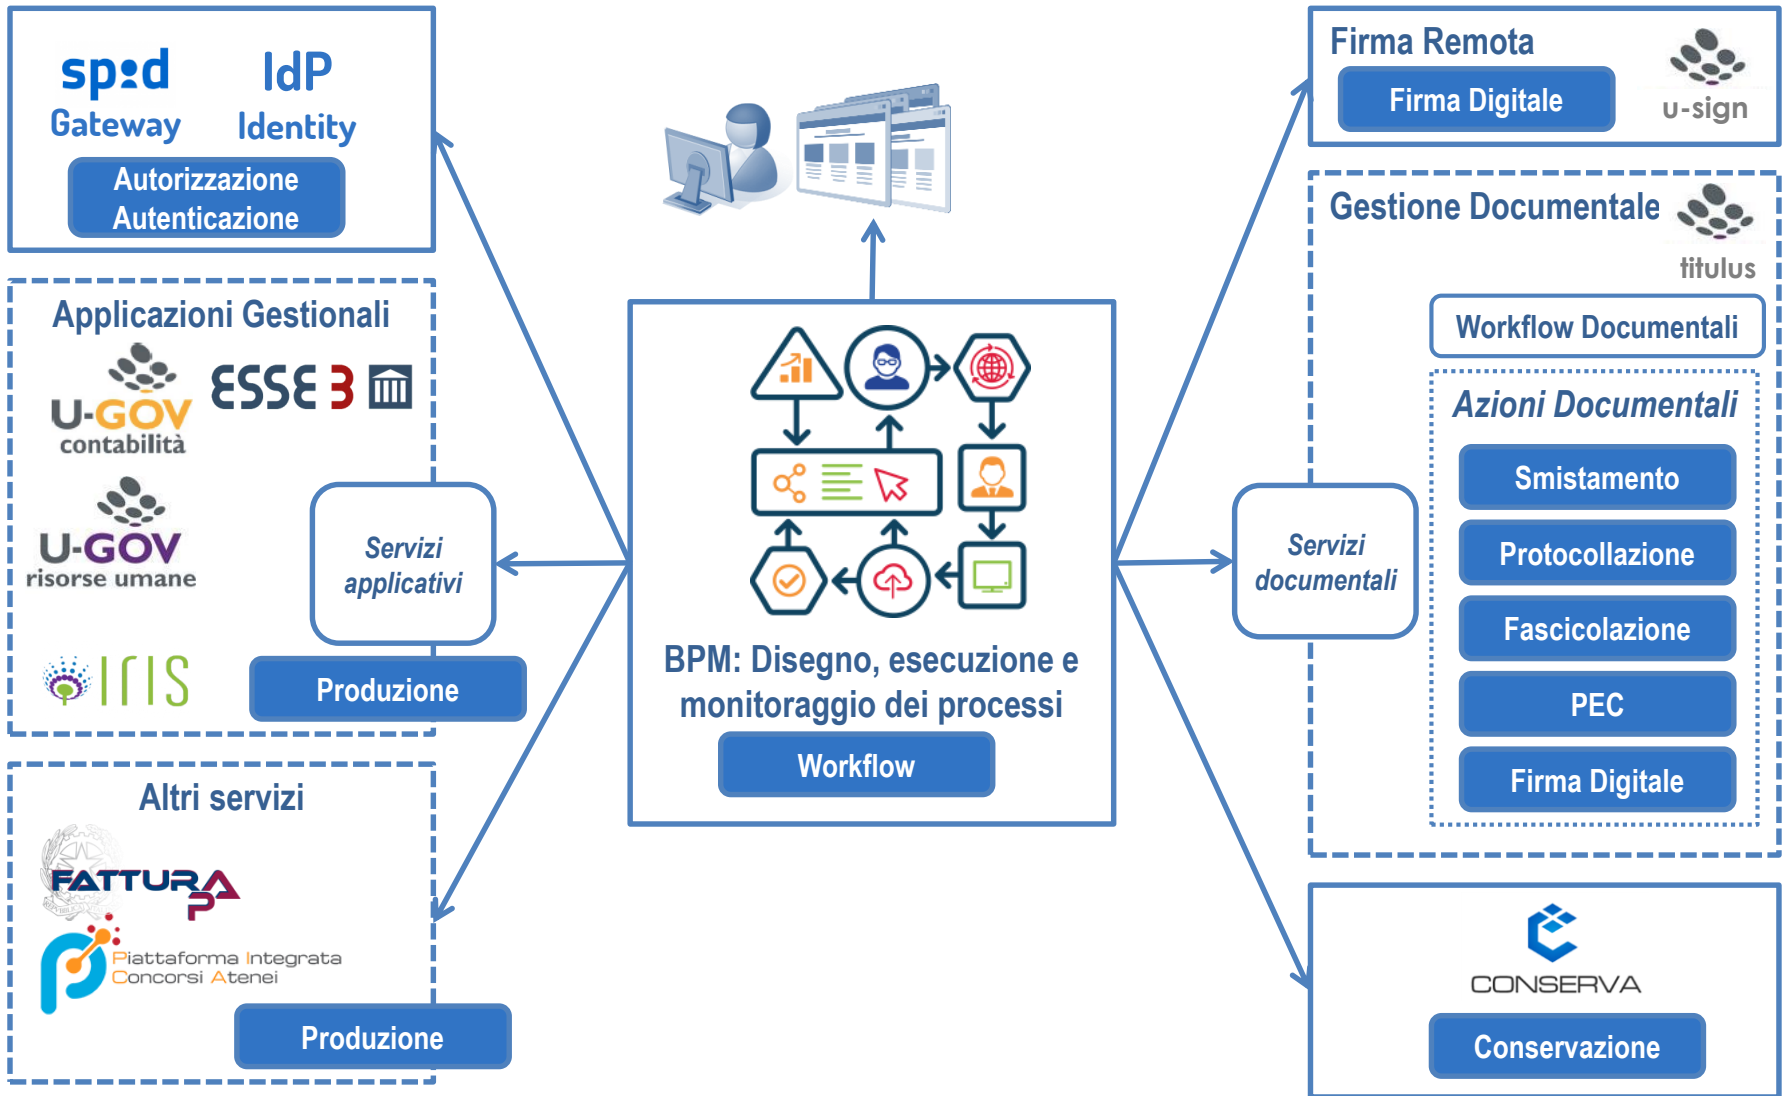 spid
Gateway
IdP
Identity
Autorizzazione
Autenticazione
Applicazioni Gestionali
U-GOV
contabilità
ESSE 3
U-GOV
risorse umane
Servizi
applicativi
IRIS
Produzione
Altri servizi
FATTURA
PA
Piattaforma Integrata
Concorsi Atenei
Produzione
BPM: Disegno, esecuzione e
monitoraggio dei processi
Workflow
Firma Remota
Firma Digitale
u-sign
Gestione Documentale
titulus
Workflow Documentali
Azioni Documentali
Smistamento
Protocollazione
Fascicolazione
PEC
Firma Digitale
Servizi
documentali
CONSERVA
Conservazione